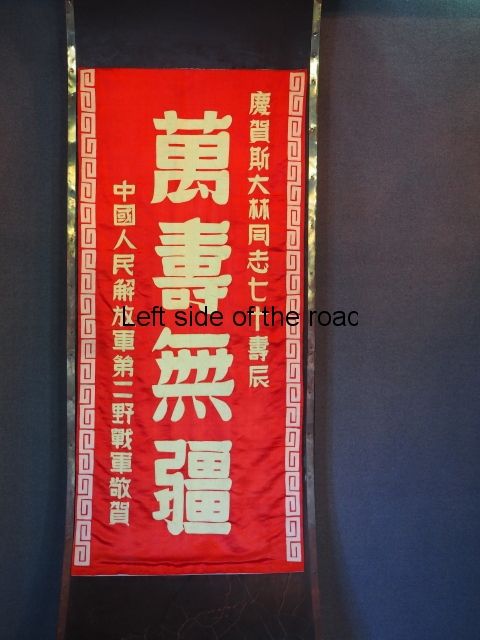 慶賀斯大林同志七十壽辰
萬壽無疆
中國人民解放軍第二野戰軍敬賀
Left side of the road